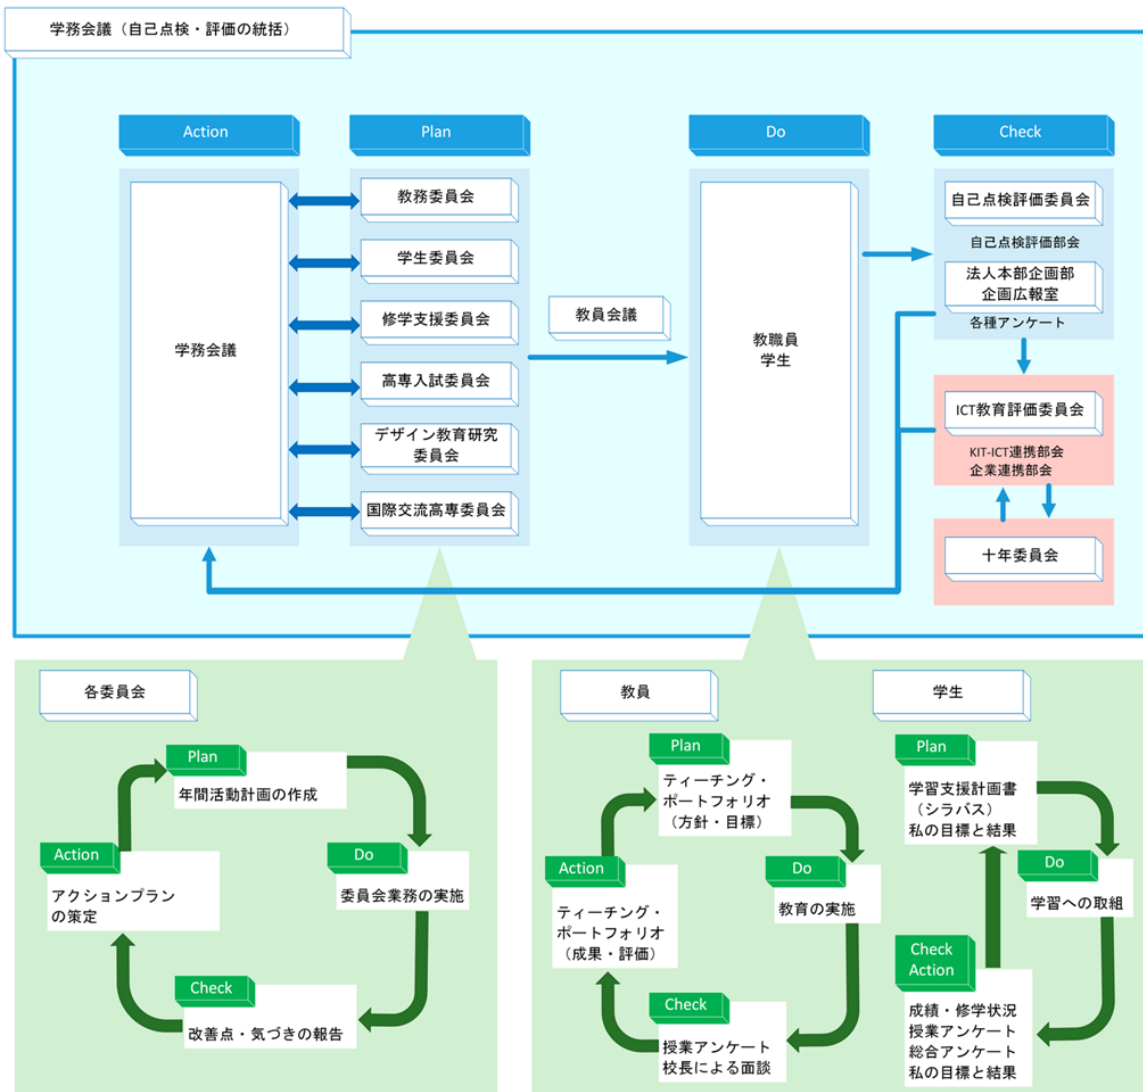 学務会議（自己点検・評価の統括）
Action
Plan
Do
Check
学務会議
教務委員会
学生委員会
修学支援委員会
高専入試委員会
デザイン教育研究
委員会
国際交流高専委員会
教員会議
教職員
学生
自己点検評価委員会
自己点検評価部会
法人本部企画部
企画広報室
各種アンケート
ICT教育評価委員会
KIT-ICT連携部会
企業連携部会
十年委員会
各委員会
Plan
年間活動計画の作成
Do
委員会業務の実施
Check
改善点・気づきの報告
Action
アクションプラン
の策定
教員
Plan
ティーチング・
ポートフォリオ
（方針・目標）
Do
教育の実施
Check
授業アンケート
校長による面談
Action
ティーチング・
ポートフォリオ
（成果・評価）
学生
Plan
学習支援計画書
（シラバス）
私の目標と結果
Do
学習への取組
Check
Action
成績・修学状況
授業アンケート
総合アンケート
私の目標と結果